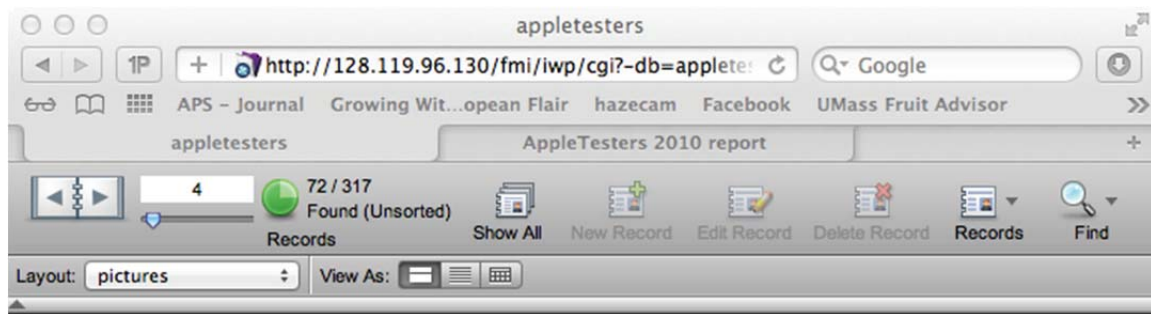 appletesters
1P + http://128.119.96.130/fmi/iwp/cgi?-db=applete Google
APS - Journal Growing Wit...opean Flair hazecam Facebook UMass Fruit Advisor >>
appletesters AppleTesters 2010 report +
4 72 / 317
Found (Unsorted)
Records Show All New Record Edit Record Delete Record Records Find
Layout: pictures View As: